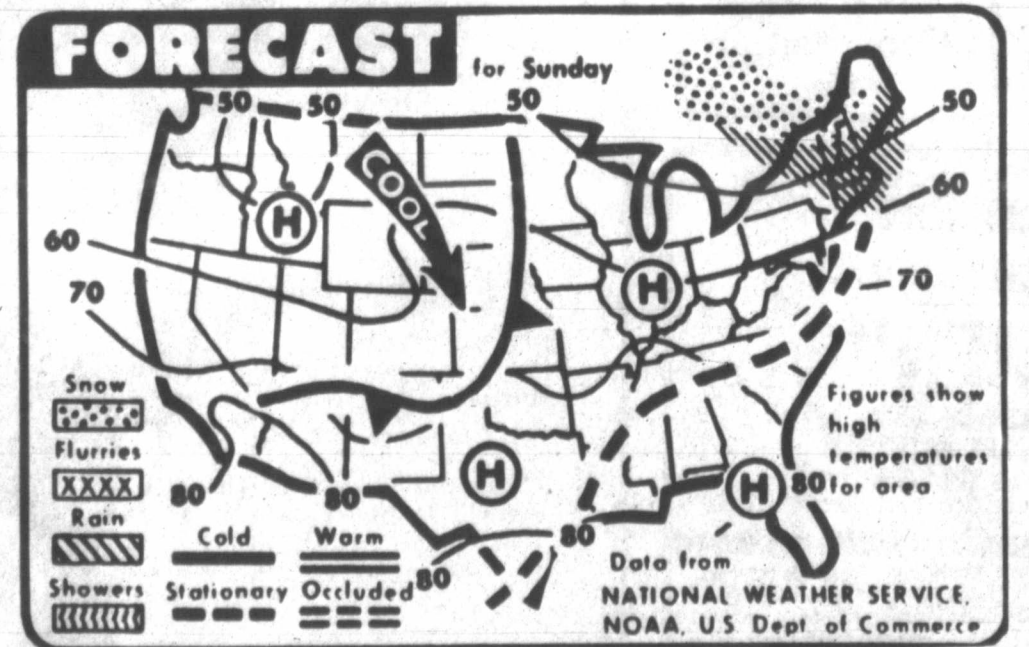 FORECAST
for Sunday
50
50
50
50
60
70
COOL
H
H
H
H
60
70
80
80
80
80
80
Snow
Flurries
XXXX
Rain
Showers
Cold
Warm
Stationary
Occluded
Figures show
high
temperatures
for area
Data from
NATIONAL WEATHER SERVICE,
NOAA, U.S. Dept of Commerce